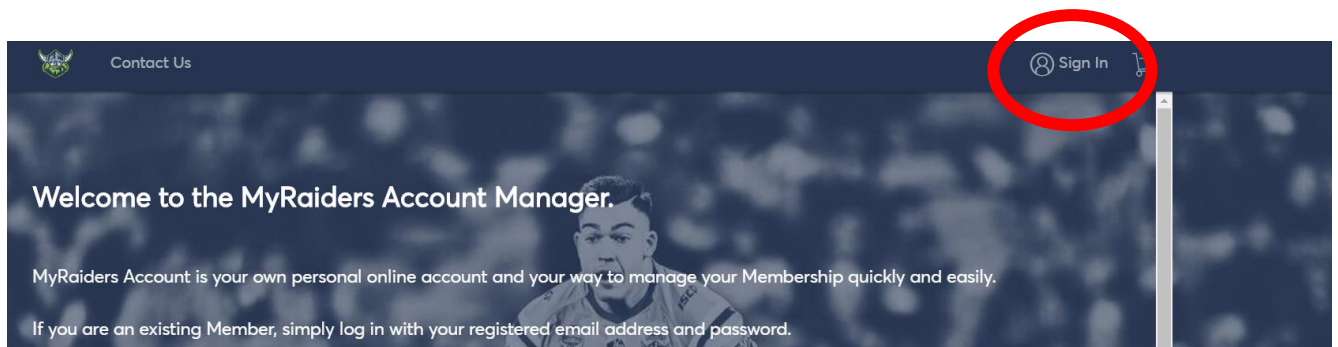 Contact Us
Sign In
Welcome to the MyRaiders Account Manager.
MyRaiders Account is your own personal online account and your way to manage your Membership quickly and easily.
If you are an existing Member, simply log in with your registered email address and password.